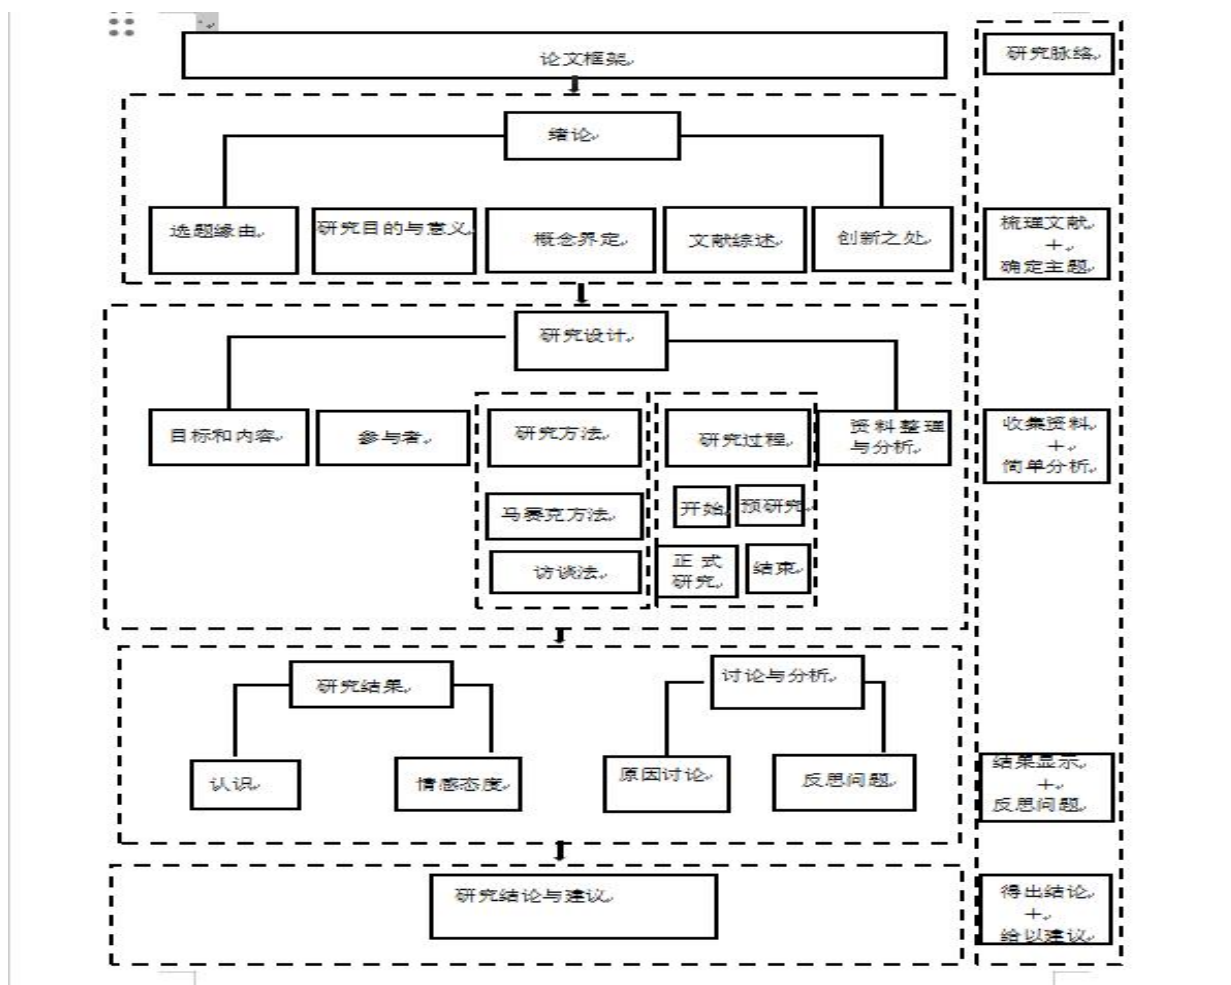 论文框架
研究脉络
绪论
选题缘由
研究目的与意义
概念界定
文献综述
创新之处
梳理文献
+
确定主题
研究设计
目标和内容
参与者
研究方法
研究过程
资料整理
与分析
收集资料
+
简单分析
马赛克方法
开始
预研究
访谈法
正式
研究
结束
研究结果
讨论与分析
认识
情感态度
原因讨论
反思问题
结果显示
+
反思问题
研究结论与建议
得出结论
+
给以建议